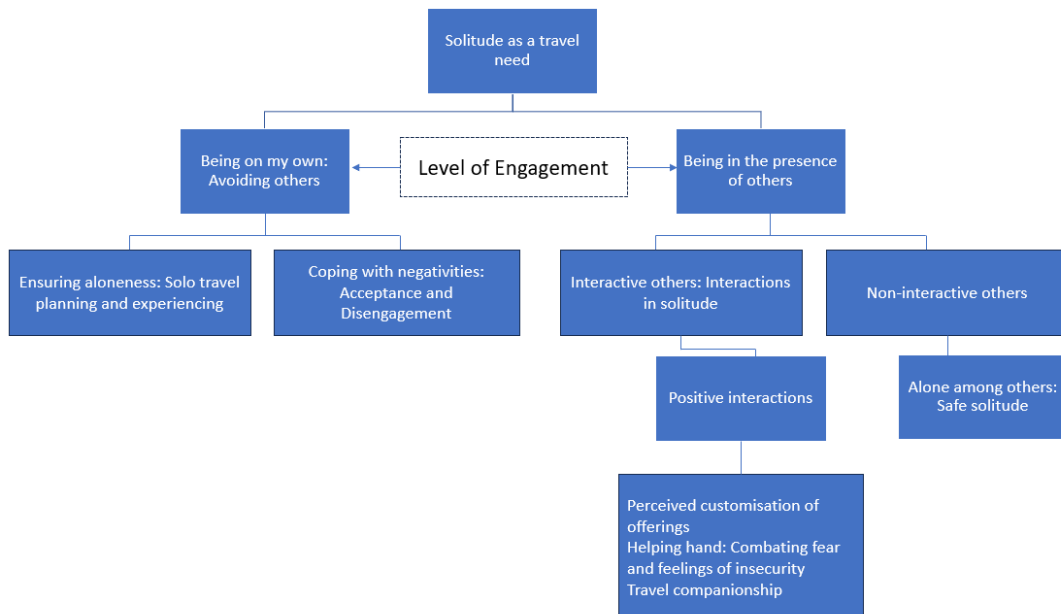 Solitude as a travel
need
Being on my own:
Avoiding others
Level of Engagement
Being in the presence
of others
Ensuring aloneness: Solo travel
planning and experiencing
Coping with negativities:
Acceptance and
Disengagement
Interactive others: Interactions
in solitude
Non-interactive others
Positive interactions
Alone among others:
Safe solitude
Perceived customisation of
offerings
Helping hand: Combating fear
and feelings of insecurity
Travel companionship